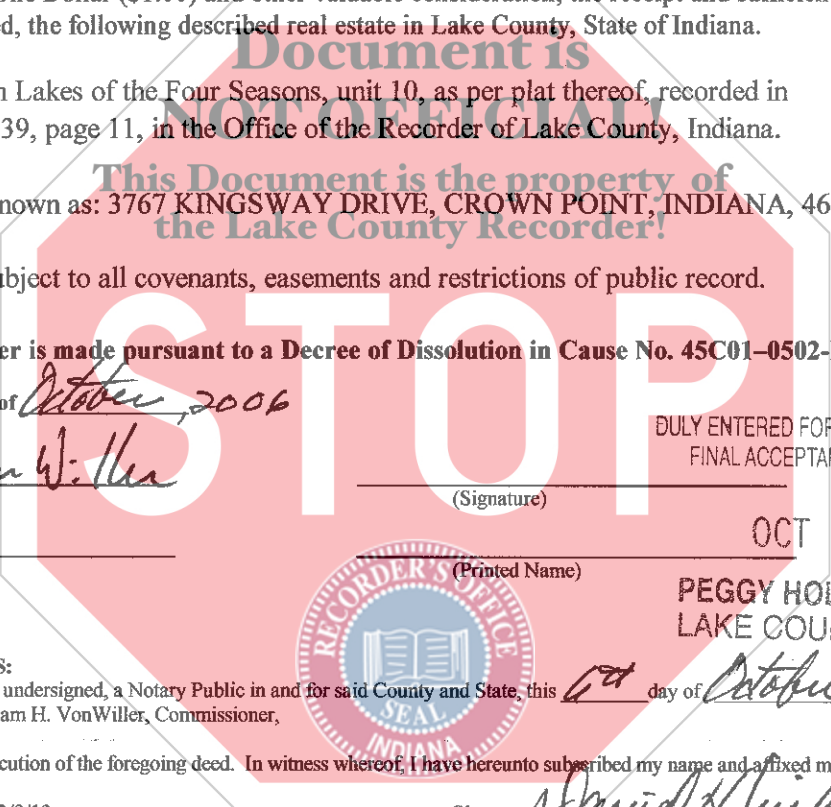 ed, the following described real estate in Lake County, State of Indiana.
Document is
Lakes of the Four Seasons, unit 10, as per plat thereof, recorded in
NOT OFFICIAL!
39, page 11, in the Office of the Recorder of Lake County, Indiana.
This Document is the property of
nown as: 3767 KINGSWAY DRIVE, CROWN POINT, INDIANA, 46
the Lake County Recorder!
ubject to all covenants, easements and restrictions of public record.
STOP
er is made pursuant to a Decree of Dissolution in Cause No. 45C01-0502-
of October, 2006
DULY ENTERED FOR
FINAL ACCEPTA
Willer
(Signature)
OCT
(Printed Name)
PEGGY HO
LAKE COU
RECORDER'S OFFICE
SEAL
INDIANA
S:
undersigned, a Notary Public in and for said County and State, this 6th day of October
am H. VonWiller, Commissioner,
cution of the foregoing deed. In witness whereof, I have hereunto subscribed my name and affixed m